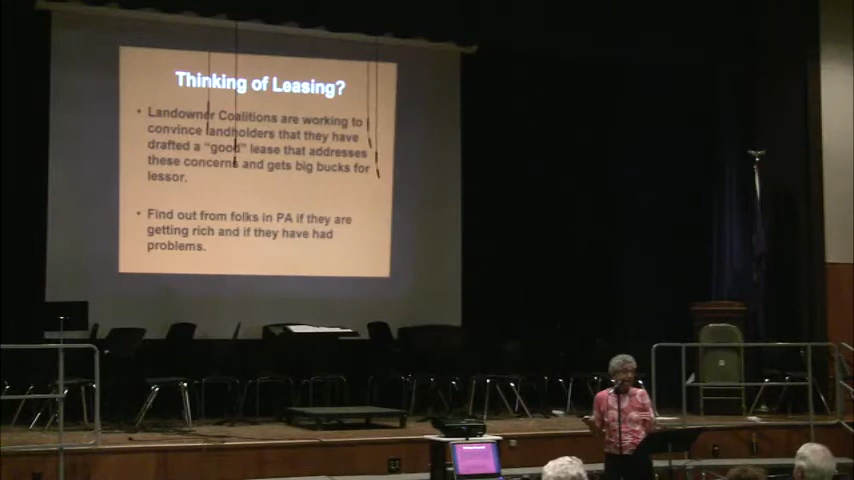 Thinking of Leasing?
• Landowner Coalitions are working to
convince landholders that they have
drafted a "good" lease that addresses
these concerns and gets big bucks for
lessor.
• Find out from folks in PA if they are
getting rich and if they have had
problems.